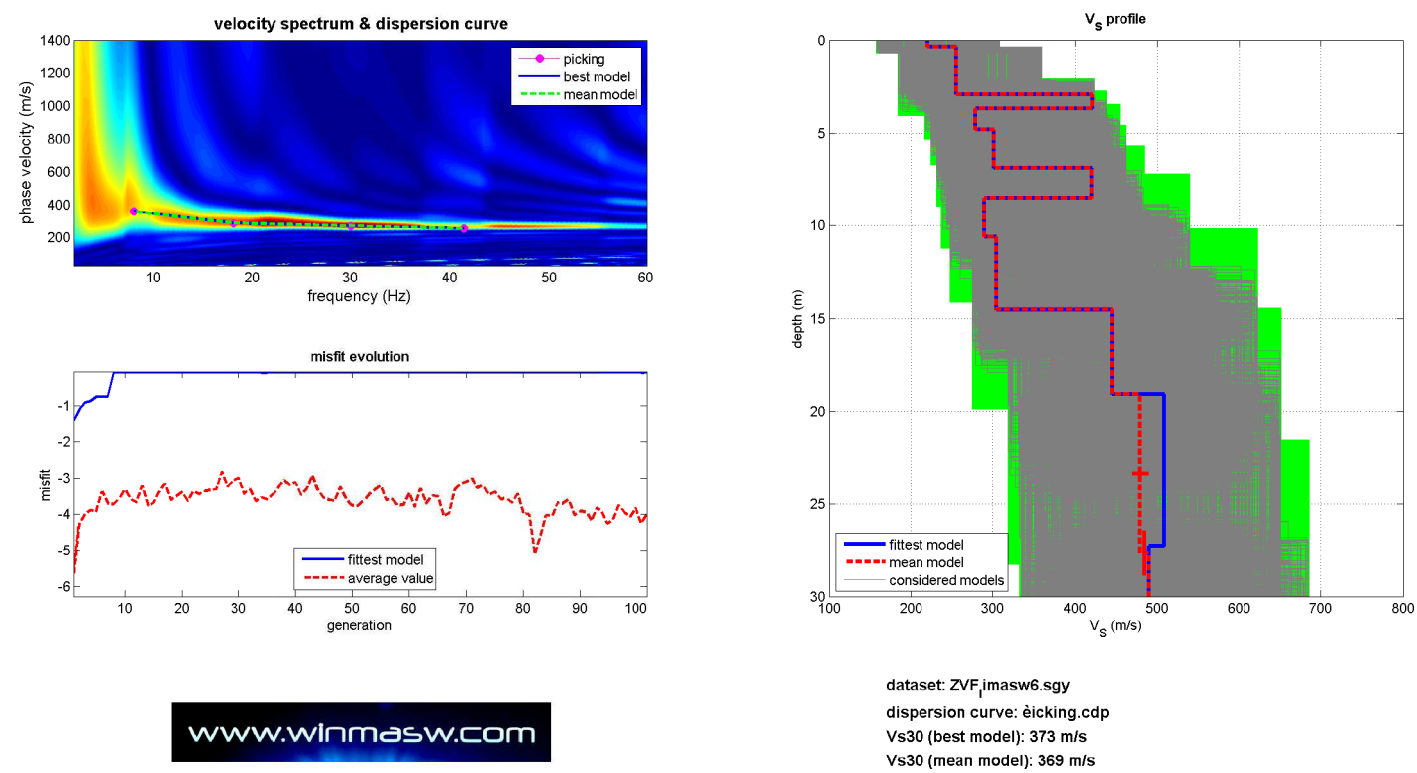 velocity spectrum & dispersion curve
1400
1200
1000
800
600
400
200
phase velocity (m/s)
picking
best model
mean model
10
20
30
40
50
60
frequency (Hz)
misfit evolution
-1
-2
-3
-4
-5
-6
misfit
fittest model
average value
10
20
30
40
50
60
70
80
90
100
generation
www.winmasw.com
VS profile
0
5
10
15
20
25
30
depth (m)
fittest model
mean model
considered models
100
200
300
400
500
600
700
800
VS (m/s)
dataset: ZVFlimasw6.sgy
dispersion curve: èicking.cdp
Vs30 (best model): 373 m/s
Vs30 (mean model): 369 m/s